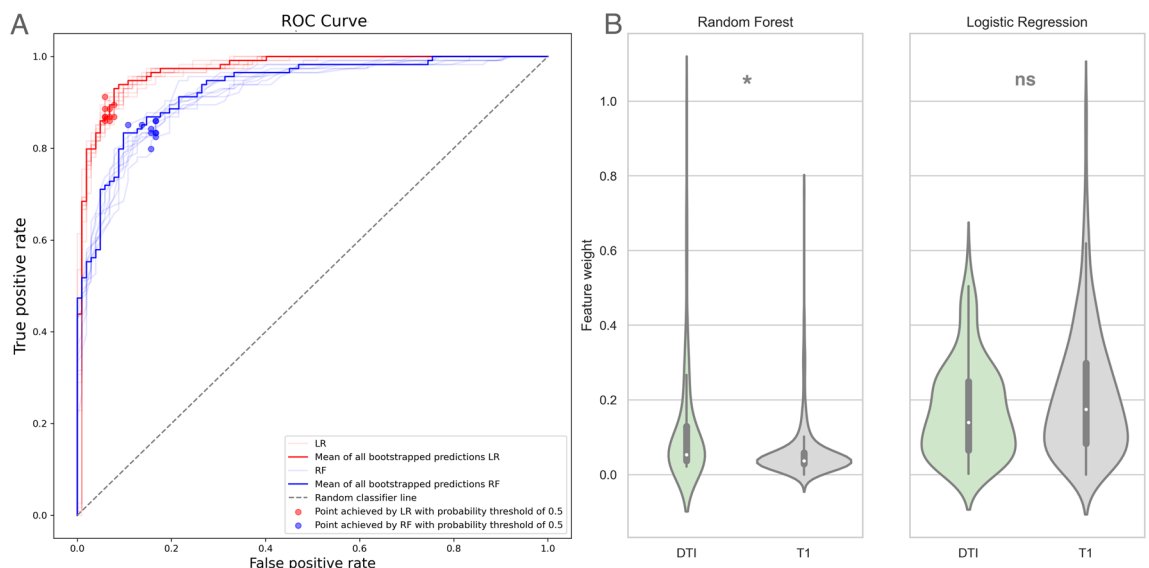 A
ROC Curve
True positive rate
1.0
0.8
0.6
0.4
0.2
0.0
0.0 0.2 0.4 0.6 0.8 1.0
False positive rate
LR
Mean of all bootstrapped predictions LR
RF
Mean of all bootstrapped predictions RF
Random classifier line
Point achieved by LR with probability threshold of 0.5
Point achieved by RF with probability threshold of 0.5
B
Random Forest
Logistic Regression
Feature weight
1.0
0.8
0.6
0.4
0.2
0.0
*
ns
DTI T1
DTI T1